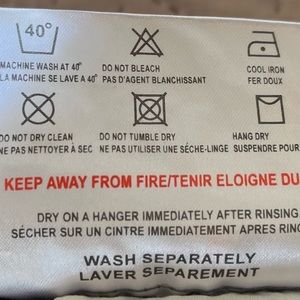 40°
MACHINE WASH AT 40°
LA MACHINE SE LAVE A 40°
DO NOT BLEACH
PAS D'AGENT BLANCHISSANT
COOL IRON
FER DOUX
DO NOT DRY CLEAN
NE PAS NETTOYER À SEC
DO NOT TUMBLE DRY
NE PAS UTILISER UNE SÉCHE-LINGE
HANG DRY
SUSPENDRE POUR
KEEP AWAY FROM FIRE/TENIR ELOIGNE DU
DRY ON A HANGER IMMEDIATELY AFTER RINSING
SÉCHER SUR UN CINTRE IMMEDIATEMENT APRES RINC
WASH SEPARATELY
LAVER SEPAREMENT